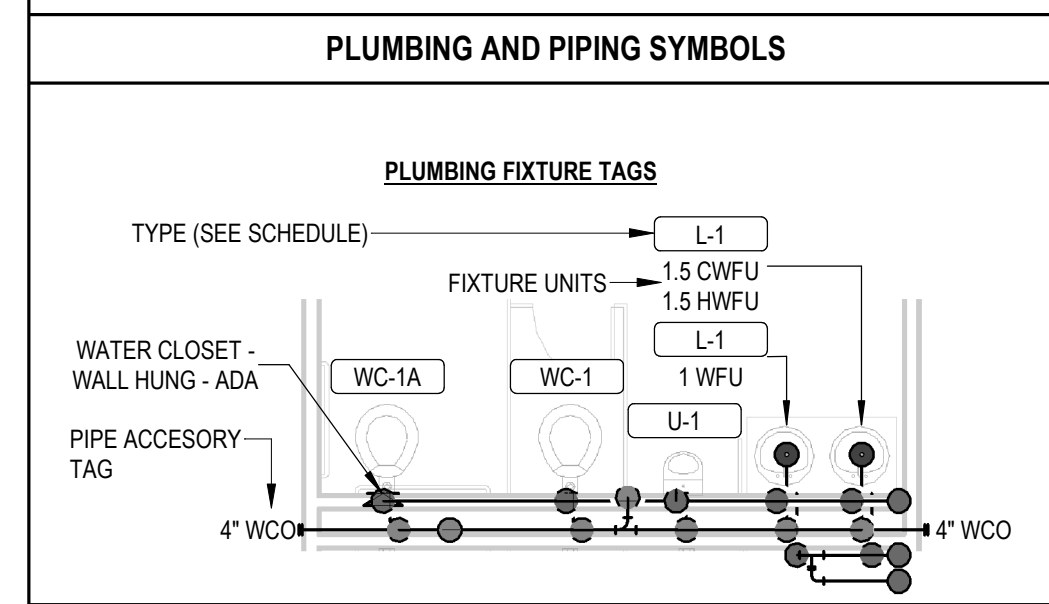 PLUMBING AND PIPING SYMBOLS
PLUMBING FIXTURE TAGS
TYPE (SEE SCHEDULE)
L-1
FIXTURE UNITS
1.5 CWFU
1.5 HWFU
L-1
1 WFU
WATER CLOSET -
WALL HUNG - ADA
WC-1A
WC-1
U-1
PIPE ACCESORY
TAG
4" WCO
4" WCO